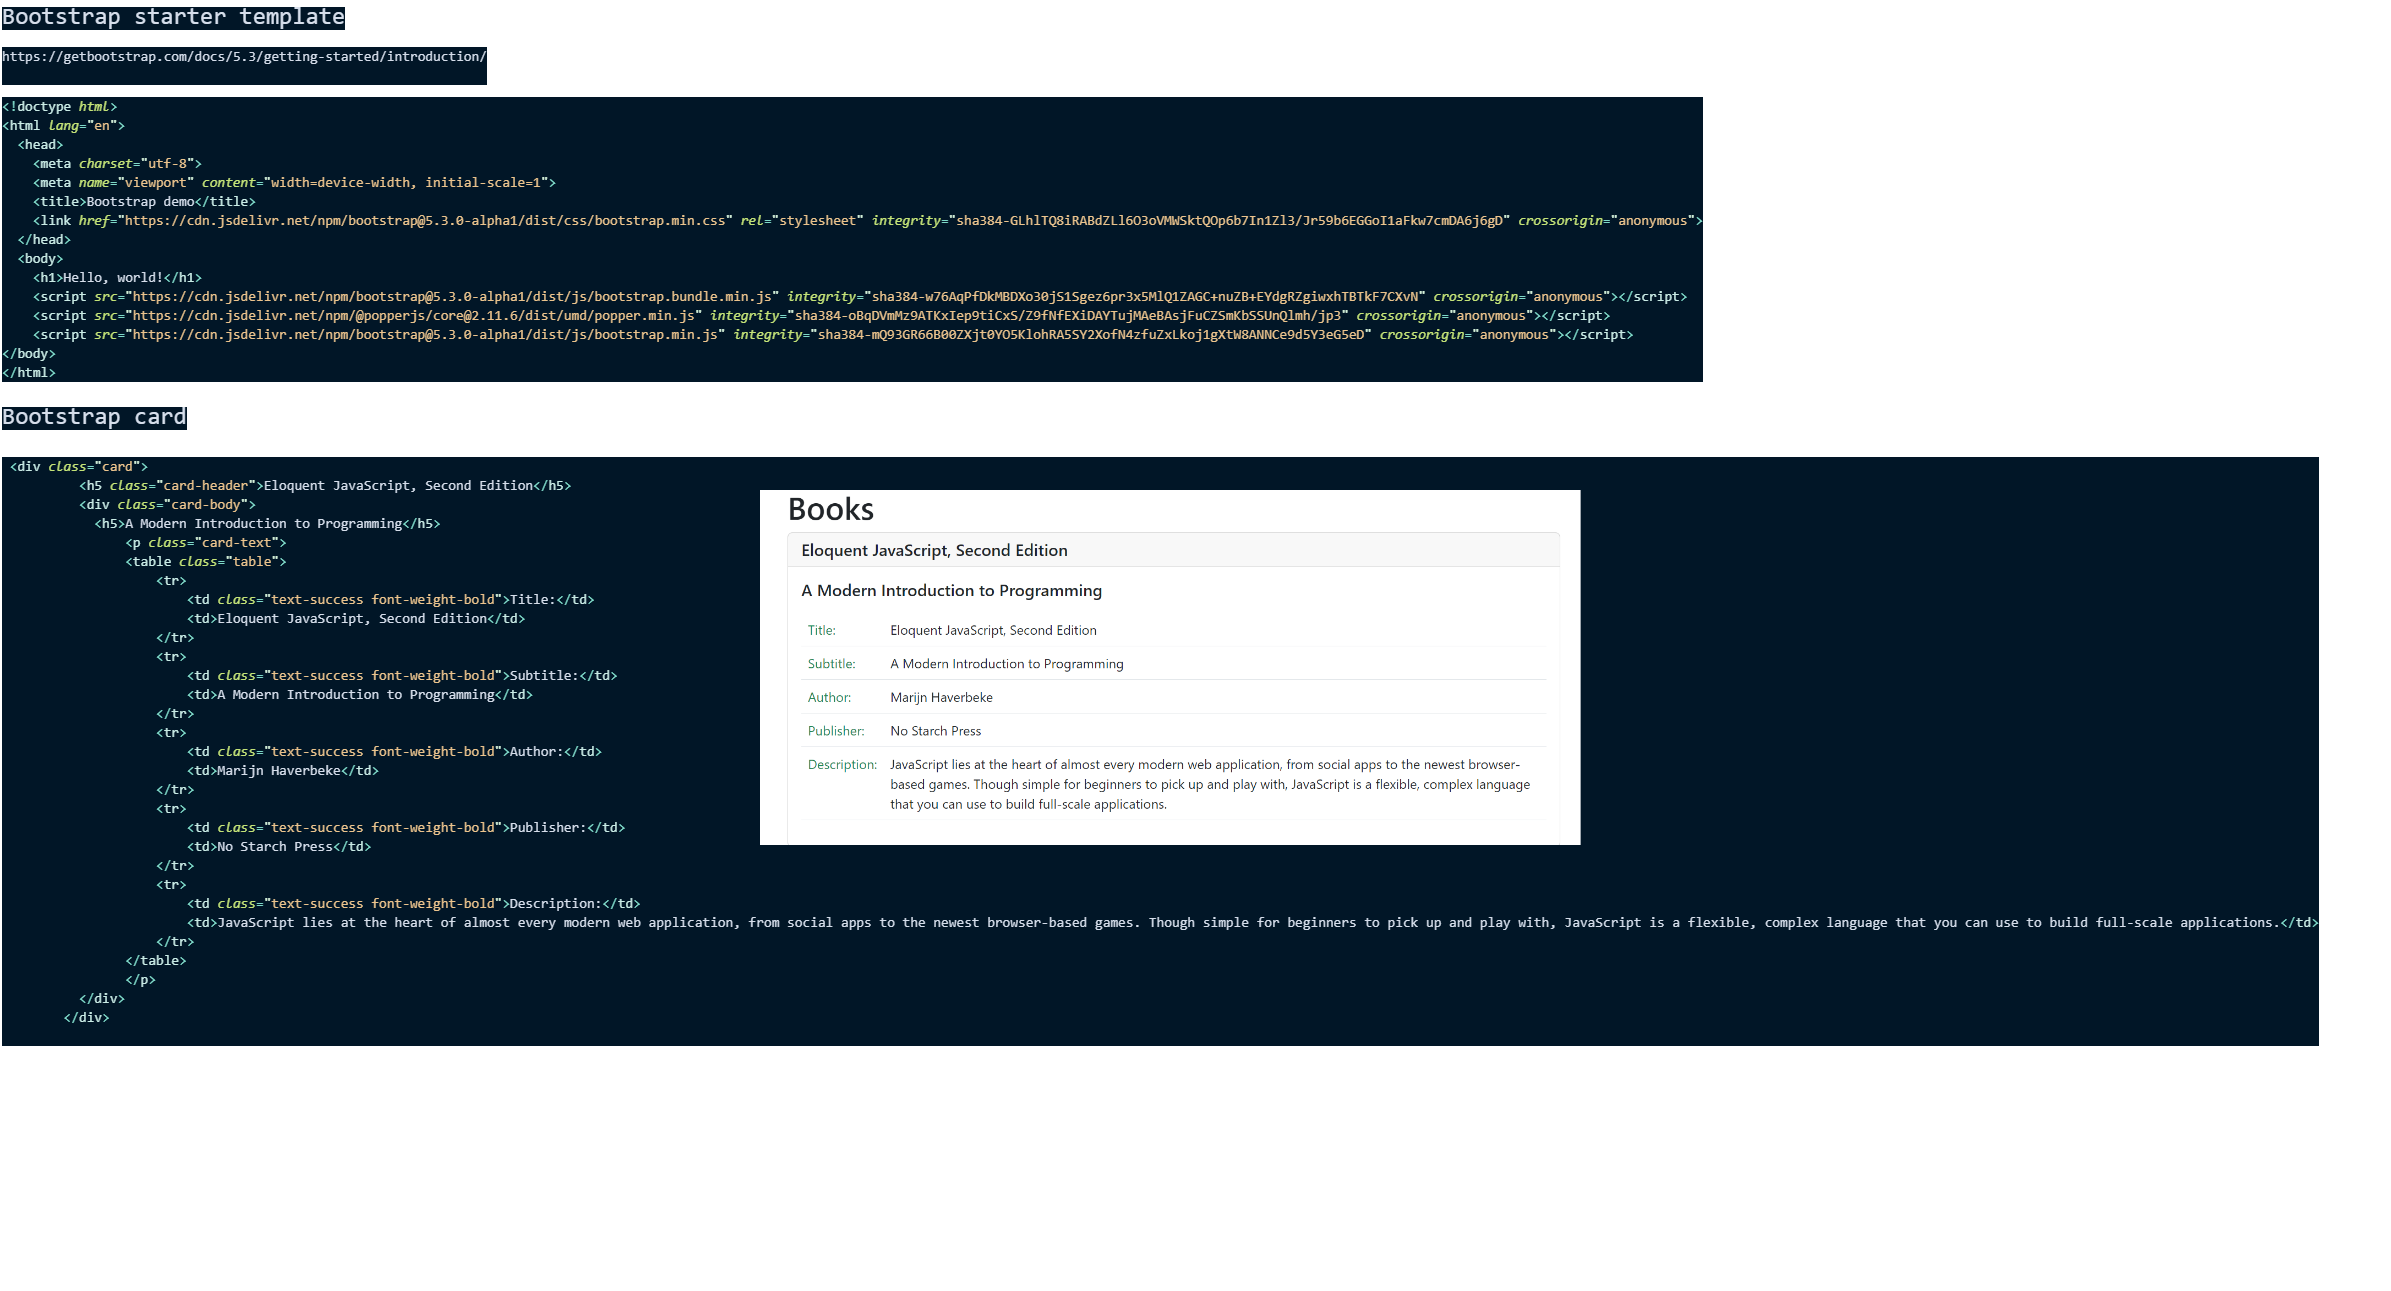 Bootstrap starter template
https://getbootstrap.com/docs/5.3/getting-started/introduction/
<!doctype html>
<html lang="en">
<head>
<meta charset="utf-8">
<meta name="viewport" content="width=device-width, initial-scale=1">
<title>Bootstrap demo</title>
<link href="https://cdn.jsdelivr.net/npm/bootstrap@5.3.0-alpha1/dist/css/bootstrap.min.css" rel="stylesheet" integrity="sha384-GLhlTQ8iRABdZLl6O3oVMWSktQOp6b7In1Zl3/Jr59b6EGGoI1aFkw7cmDA6j6gD" crossorigin="anonymous">
</head>
<body>
<h1>Hello, world!</h1>
<script src="https://cdn.jsdelivr.net/npm/bootstrap@5.3.0-alpha1/dist/js/bootstrap.bundle.min.js" integrity="sha384-w76AqPfDkMBDXo30jS1Sgez6pr3x5MlQ1ZAGC+nuZB+EYdgRZgiwxhTBTkF7CXvN" crossorigin="anonymous"></script>
<script src="https://cdn.jsdelivr.net/npm/@popperjs/core@2.11.6/dist/umd/popper.min.js" integrity="sha384-oBqDVmMz9ATKxIep9tiCxS/Z9fNfEXiDAYTujMAeBAsjFuCZSmKbSSUnQlmh/jp3" crossorigin="anonymous"></script>
<script src="https://cdn.jsdelivr.net/npm/bootstrap@5.3.0-alpha1/dist/js/bootstrap.min.js" integrity="sha384-mQ93GR66B00ZXjt0YO5KlohRA5SY2XofN4zfuZxLkoj1gXtW8ANNCe9d5Y3eG5eD" crossorigin="anonymous"></script>
</body>
</html>
Bootstrap card
<div class="card">
<h5 class="card-header">Eloquent JavaScript, Second Edition</h5>
<div class="card-body">
<h5>A Modern Introduction to Programming</h5>
<p class="card-text">
<table class="table">
<tr>
<td class="text-success font-weight-bold">Title:</td>
<td>Eloquent JavaScript, Second Edition</td>
</tr>
<tr>
<td class="text-success font-weight-bold">Subtitle:</td>
<td>A Modern Introduction to Programming</td>
</tr>
<tr>
<td class="text-success font-weight-bold">Author:</td>
<td>Marijn Haverbeke</td>
</tr>
<tr>
<td class="text-success font-weight-bold">Publisher:</td>
<td>No Starch Press</td>
</tr>
<tr>
<td class="text-success font-weight-bold">Description:</td>
<td>JavaScript lies at the heart of almost every modern web application, from social apps to the newest browser-based games. Though simple for beginners to pick up and play with, JavaScript is a flexible, complex language that you can use to build full-scale applications.</td>
</tr>
</table>
</p>
</div>
</div>
Books
Eloquent JavaScript, Second Edition
A Modern Introduction to Programming
Title: Eloquent JavaScript, Second Edition
Subtitle: A Modern Introduction to Programming
Author: Marijn Haverbeke
Publisher: No Starch Press
Description: JavaScript lies at the heart of almost every modern web application, from social apps to the newest browser-
based games. Though simple for beginners to pick up and play with, JavaScript is a flexible, complex language
that you can use to build full-scale applications.